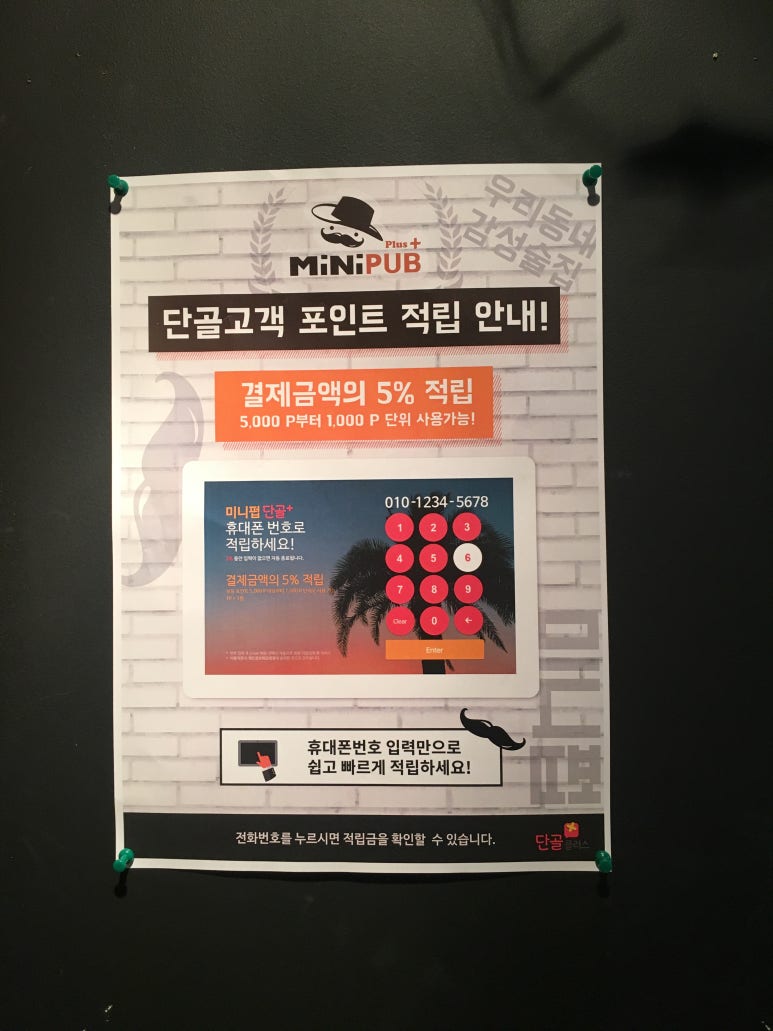 우리동네
감성술집
Plus+
MiNiPUB
단골고객 포인트 적립 안내!
결제금액의 5% 적립
5,000 P부터 1,000 P 단위 사용가능!
010-1234-5678
미니펍 단골+
휴대폰 번호로
적립하세요!
결제금액의 5% 적립
1 2 3
4 5 6
7 8 9
Clear 0 ←
Enter
미니펍
휴대폰번호 입력만으로
쉽고 빠르게 적립하세요!
전화번호를 누르시면 적립금을 확인할 수 있습니다.
단골플러스